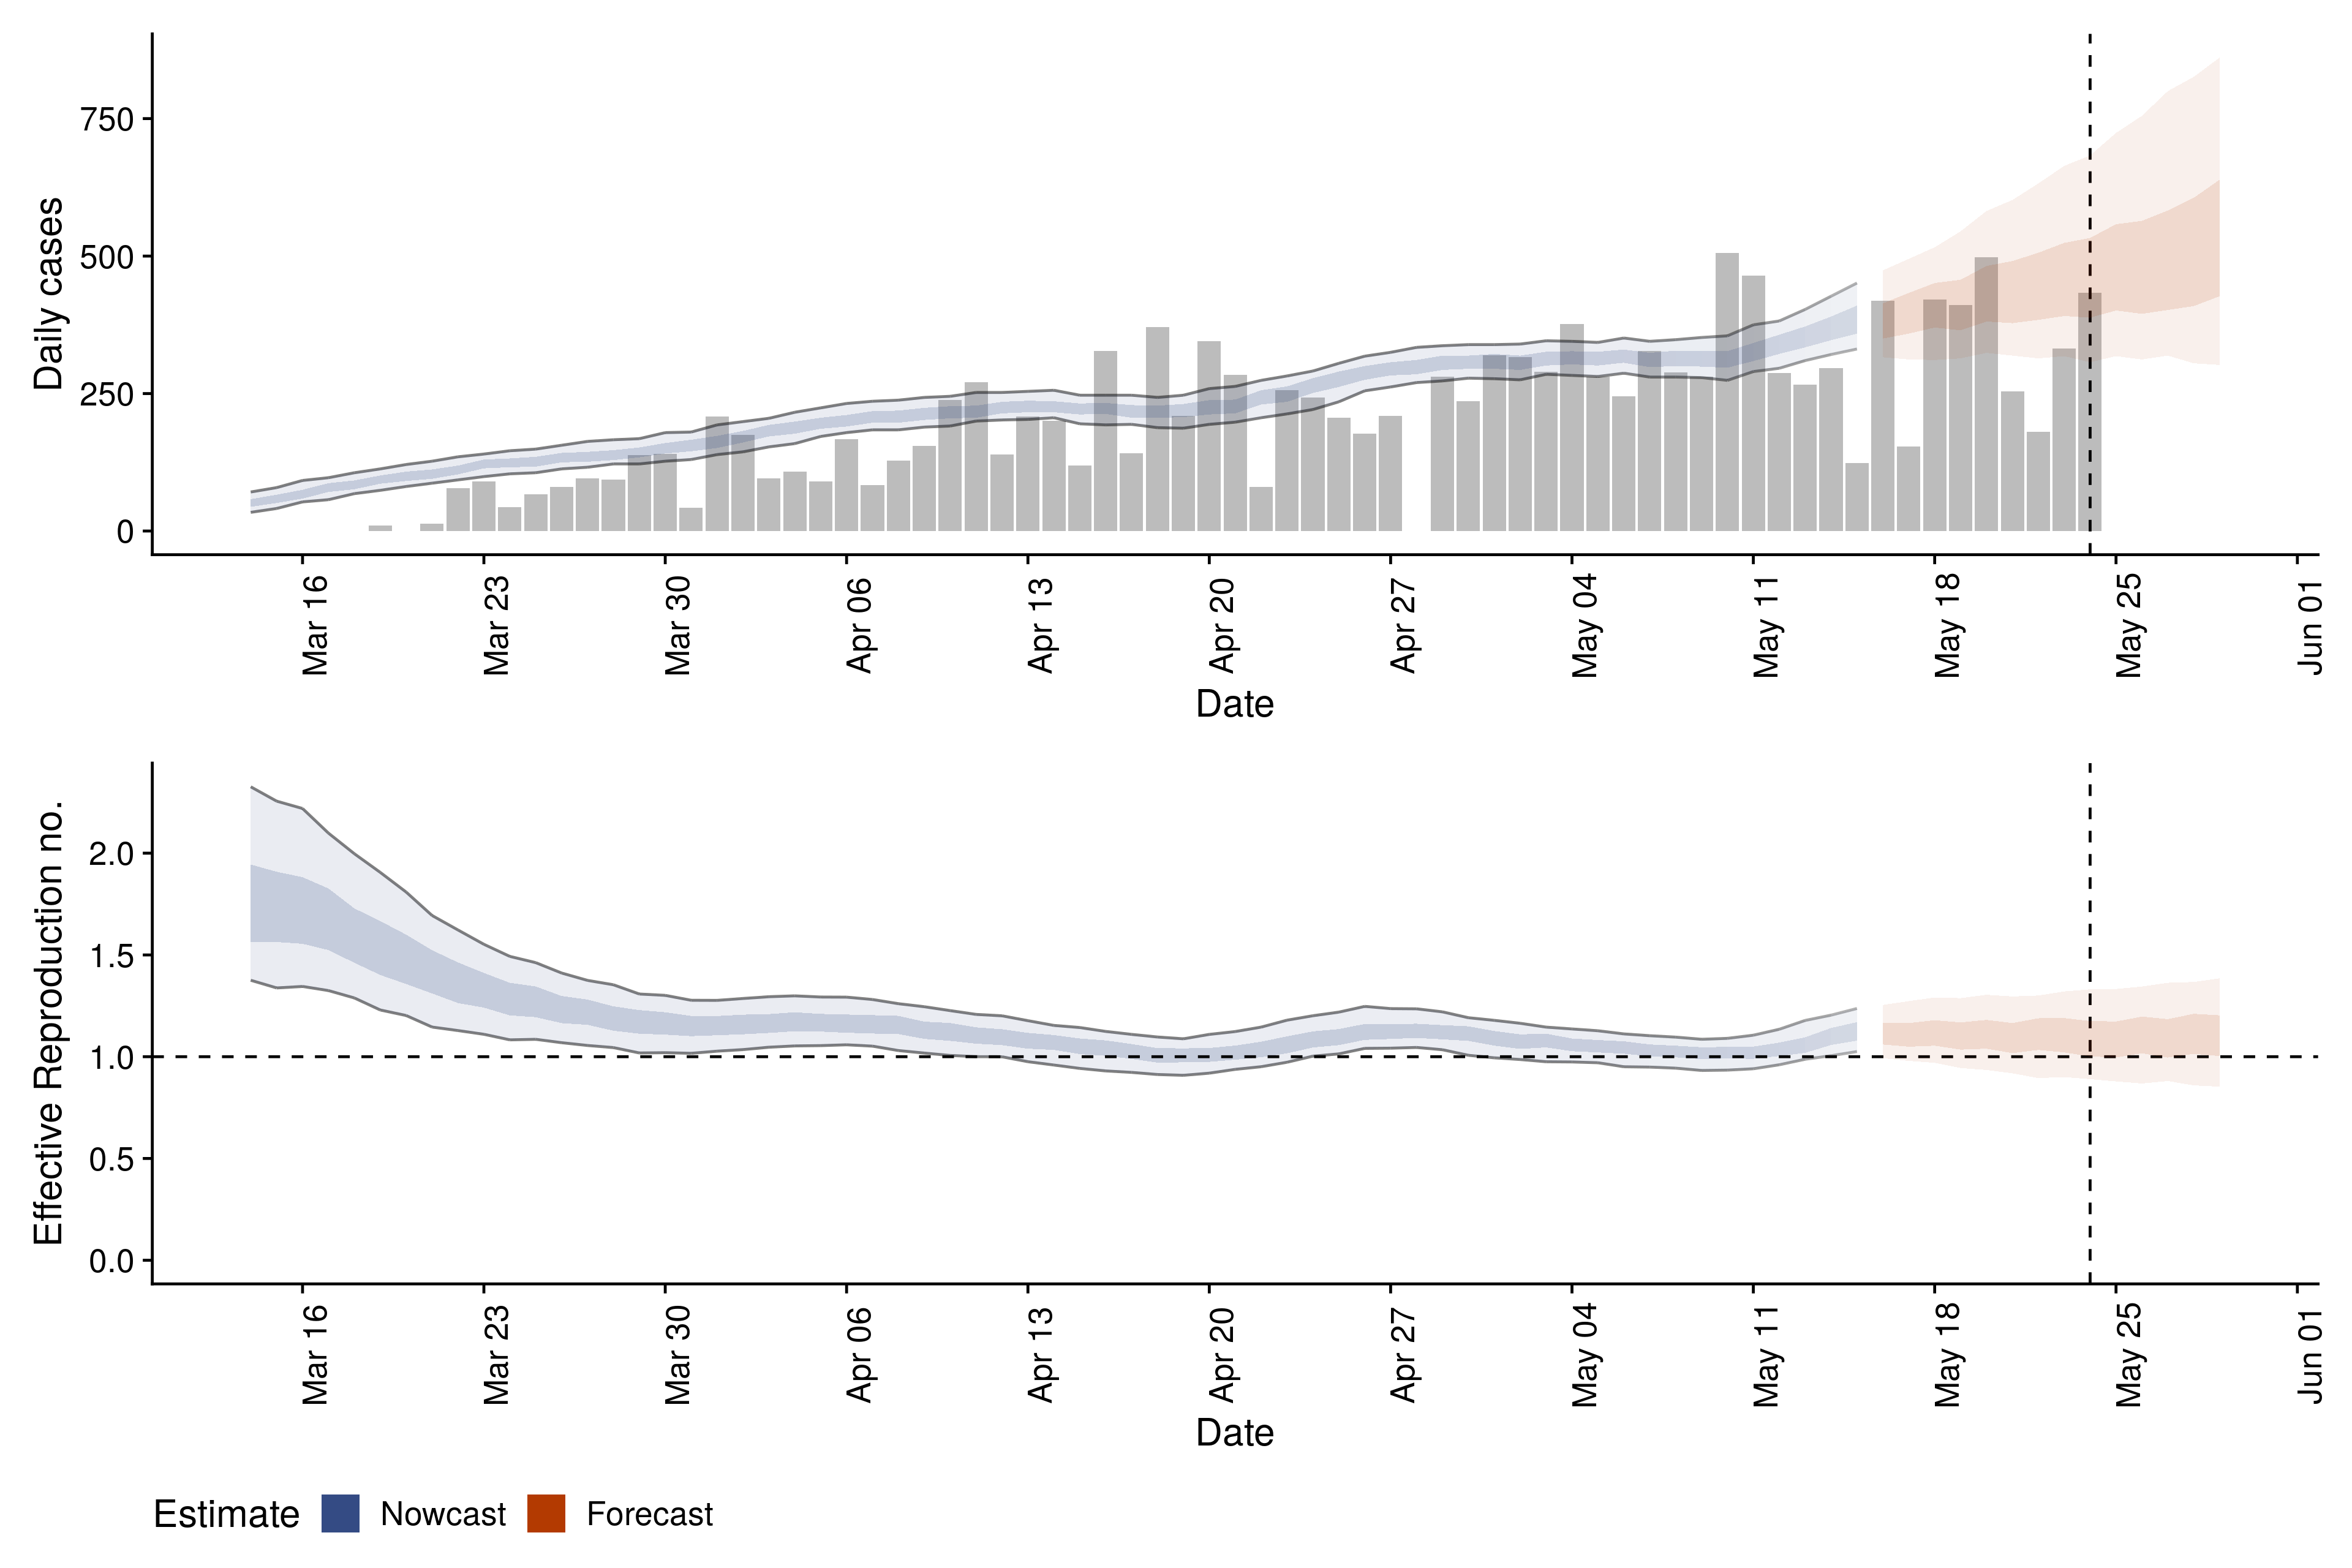 Daily cases
750
500
250
0
Mar 16
Mar 23
Mar 30
Apr 06
Apr 13
Apr 20
Apr 27
May 04
May 11
May 18
May 25
Jun 01
Date
Effective Reproduction no.
2.0
1.5
1.0
0.5
0.0
Mar 16
Mar 23
Mar 30
Apr 06
Apr 13
Apr 20
Apr 27
May 04
May 11
May 18
May 25
Jun 01
Date
Estimate Nowcast Forecast